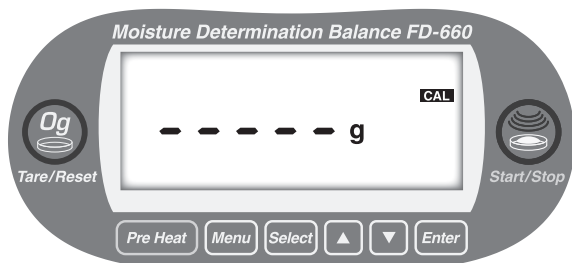 Moisture Determination Balance FD-660
CAL
0g
- - - - - g
Tare/Reset
Start/Stop
Pre Heat Menu Select ▲ ▼ Enter